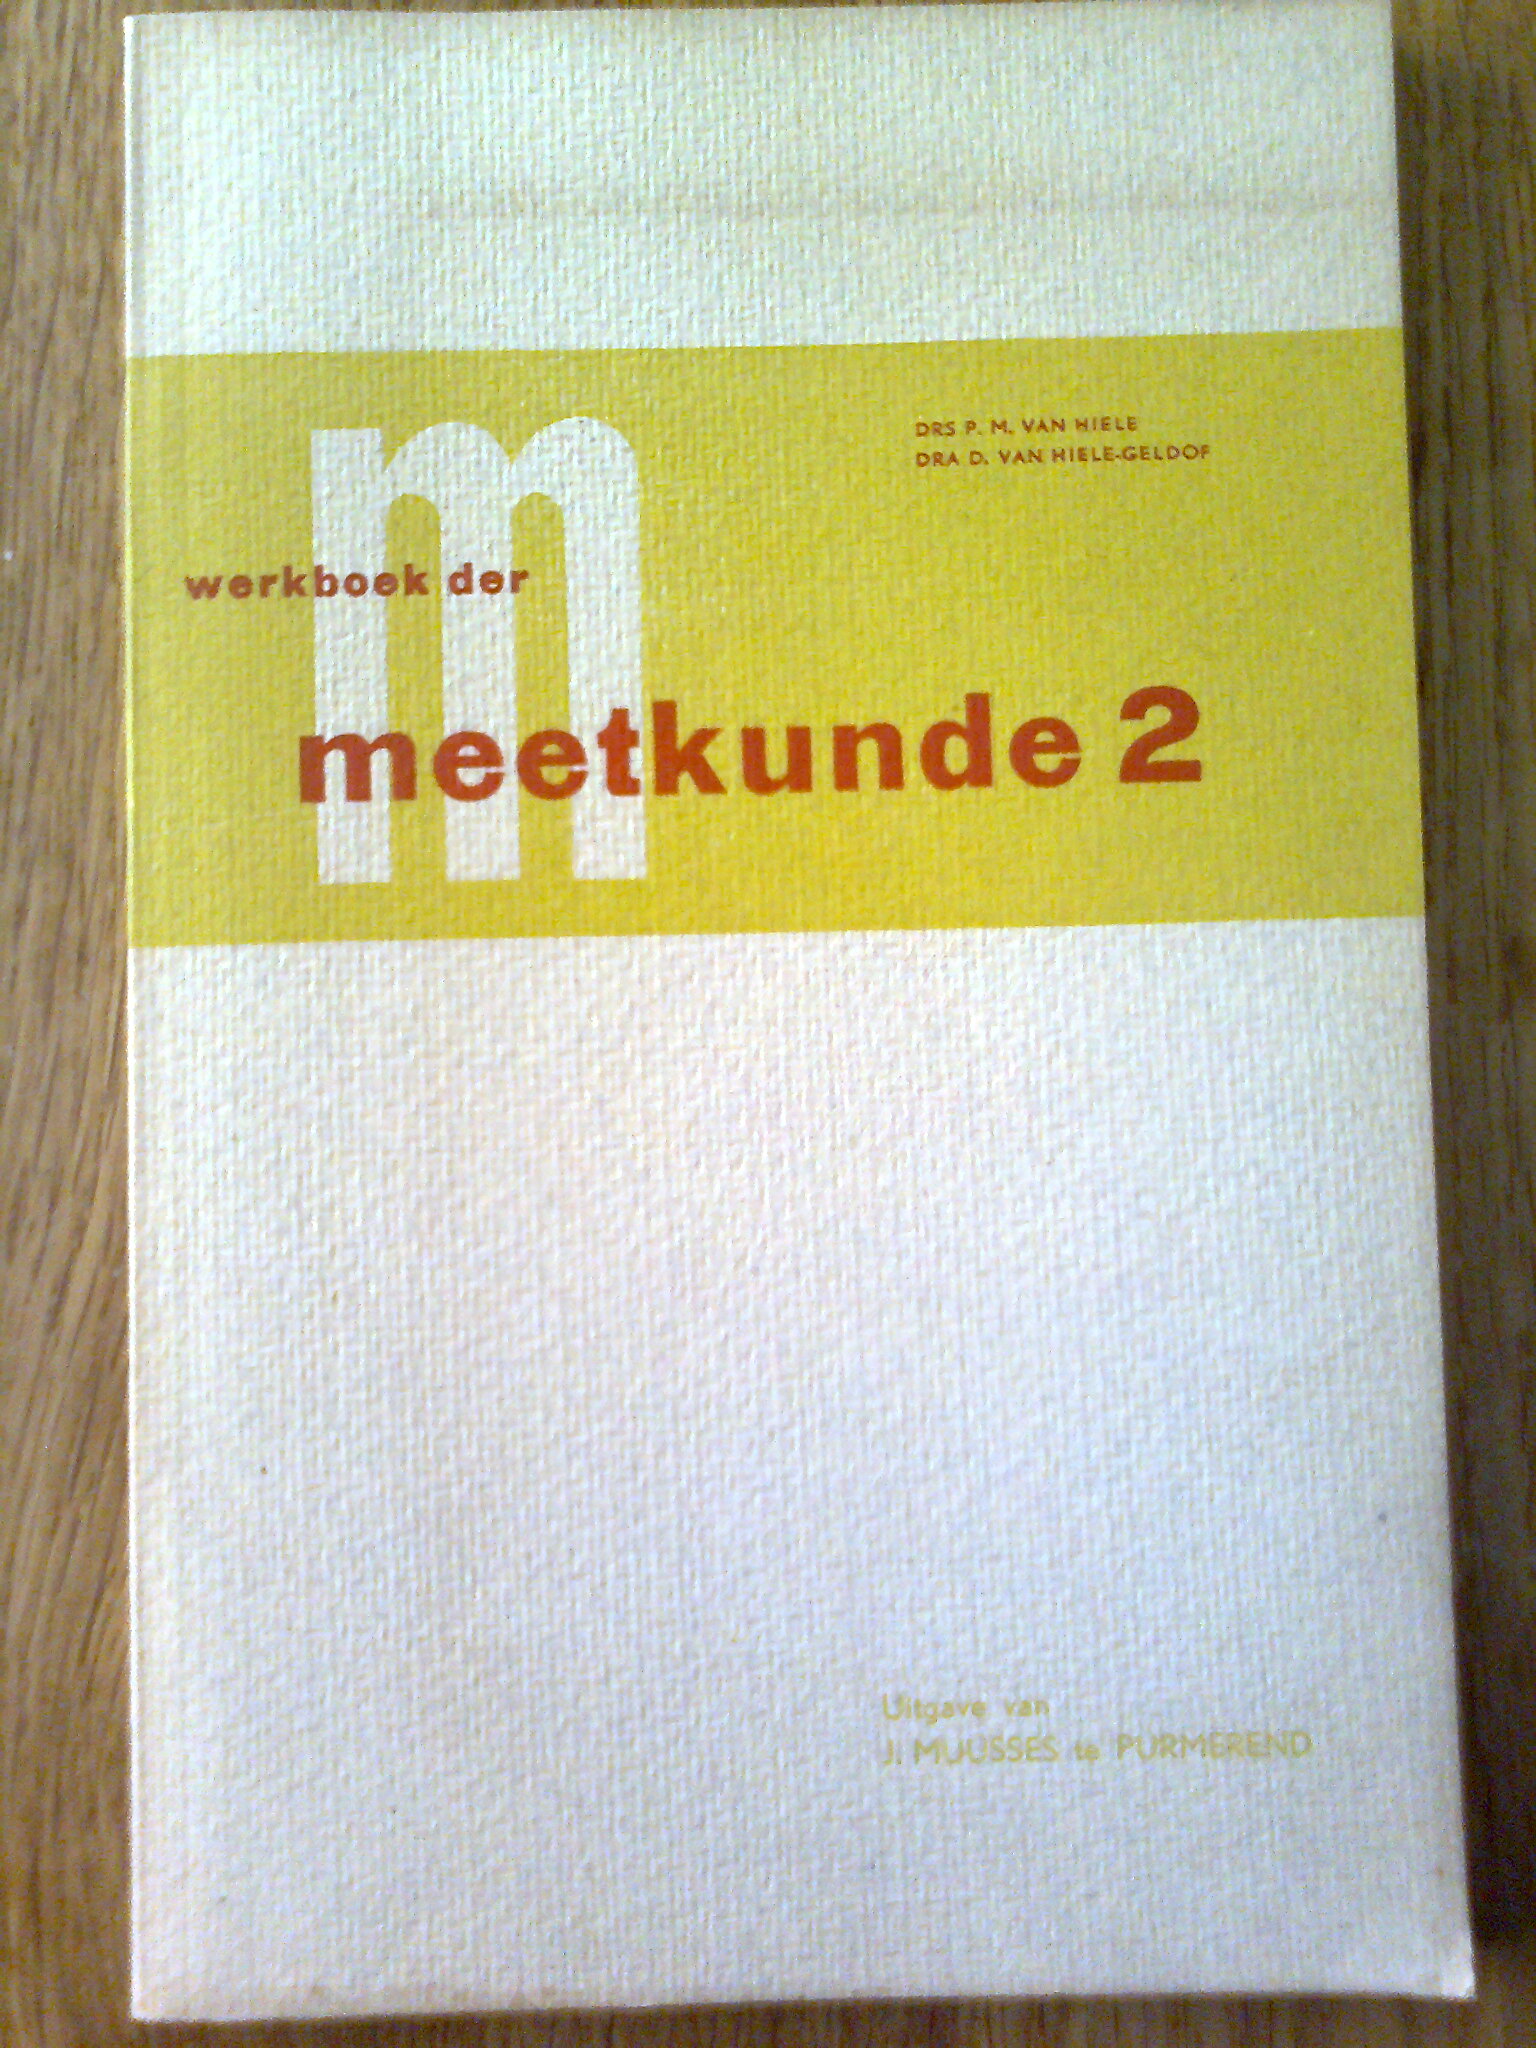 DRS P. M. VAN HIELE
DRA D. VAN HIELE-GELDOF
m
werkboek der
meetkunde 2
Uitgave van
J. MUUSSES te PURMEREND